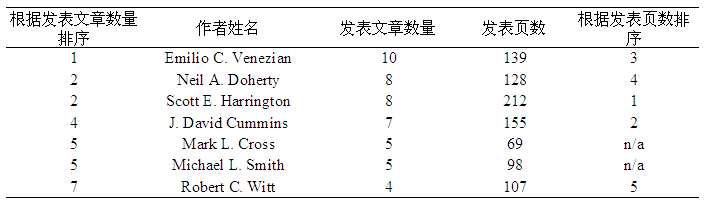 根据发表文章数量排序 作者姓名 发表文章数量 发表页数 根据发表页数排序
1 Emilio C. Venezian 10 139 3
2 Neil A. Doherty 8 128 4
2 Scott E. Harrington 8 212 1
4 J. David Cummins 7 155 2
5 Mark L. Cross 5 69 n/a
5 Michael L. Smith 5 98 n/a
7 Robert C. Witt 4 107 5